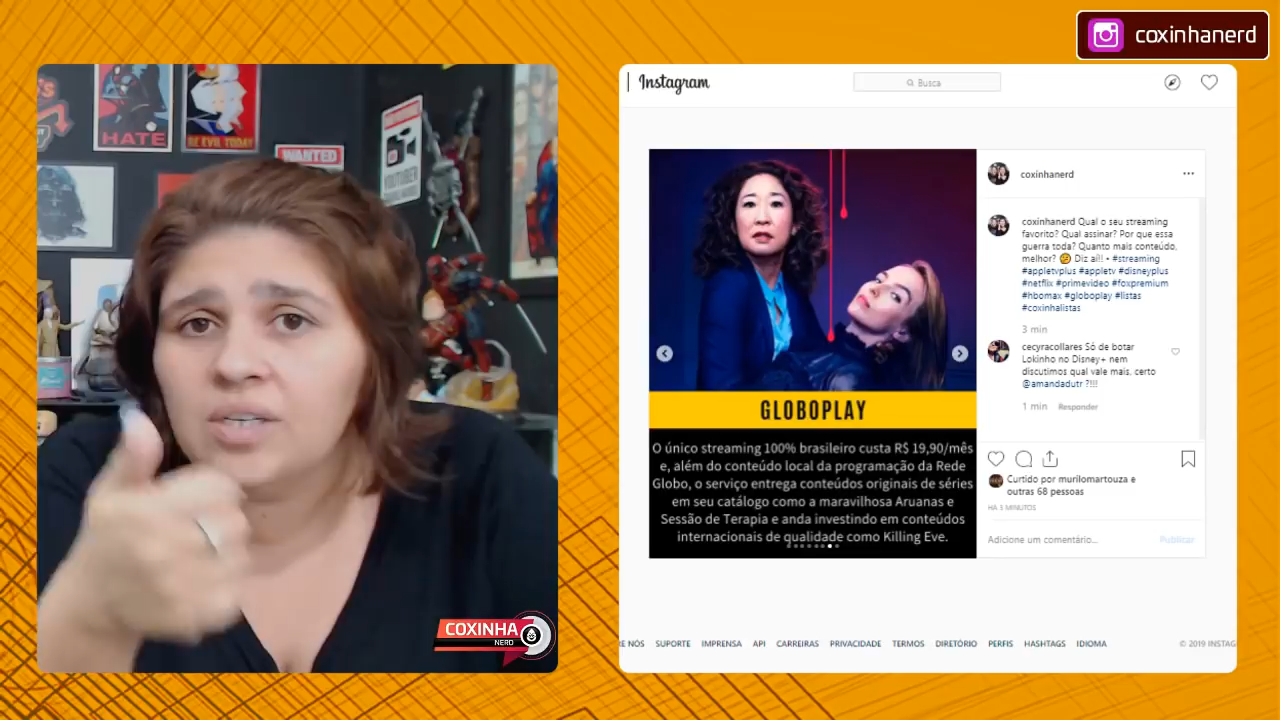 coxinhanerd
HATE
BE EVIL TODAY
WANTED
YOUTUBER
COXINHA
NERD
Instagram
Busca
GLOBOPLAY
O único streaming 100% brasileiro custa R$ 19,90/mês
e, além do conteúdo local da programação da Rede
Globo, o serviço entrega conteúdos originais de séries
em seu catálogo como a maravilhosa Aruanas e
Sessão de Terapia e anda investindo em conteúdos
internacionais de qualidade como Killing Eve.
coxinhanerd
coxinhanerd Qual o seu streaming
favorito? Qual assinar? Por que essa
guerra toda? Quanto mais conteúdo,
melhor? 🤔 Diz aí!! • #streaming
#appletvplus #appletv #disneyplus
#netflix #primevideo #foxpremium
#hbomax #globoplay #listas
#coxinhalistas
3 min
cecyracollares Só de botar
Lokinho no Disney+ nem
discutimos qual vale mais, certo
@amandadutr ?!!!
1 min Responder
Curtido por murilomartouza e
outras 68 pessoas
HÁ 3 MINUTOS
Adicione um comentário... Publicar
RE NÓS SUPORTE IMPRENSA API CARREIRAS PRIVACIDADE TERMOS DIRETÓRIO PERFIS HASHTAGS IDIOMA © 2019 INSTAG